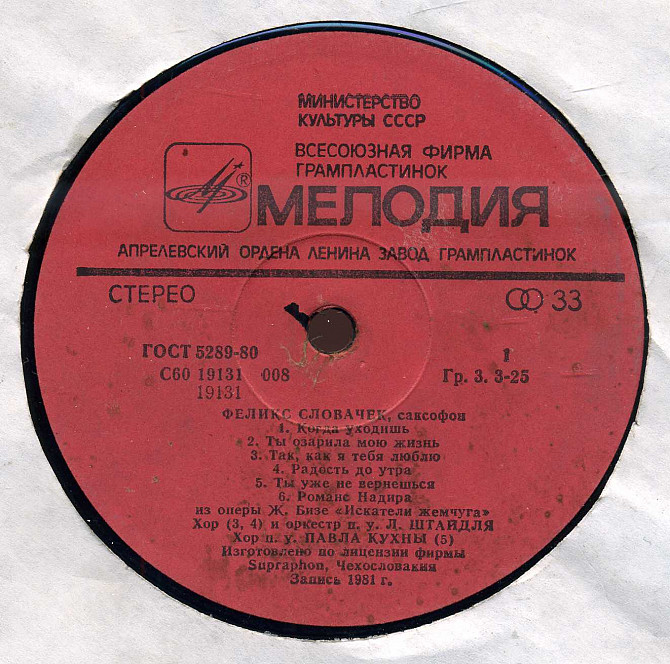 МИНИСТЕРСТВО
КУЛЬТУРЫ СССР
ВСЕСОЮЗНАЯ ФИРМА
ГРАМПЛАСТИНОК
®
МЕЛОДИЯ
АПРЕЛЕВСКИЙ ОРДЕНА ЛЕНИНА ЗАВОД ГРАМПЛАСТИНОК
СТЕРЕО
33
ГОСТ 5289-80
1
С60 19131 008
Гр. 3. 3-25
19131
ФЕЛИКС СЛОВАЧЕК, саксофон
1. Когда уходишь
2. Ты озарила мою жизнь
3. Так, как я тебя люблю
4. Радость до утра
5. Ты уже не вернешься
6. Романс Надира
из оперы Ж. Бизе «Искатели жемчуга»
Хор (3, 4) и оркестр п. у. Л. ШТАЙДЛЯ
Хор п. у. ПАВЛА КУХНЫ (5)
Изготовлено по лицензии фирмы
Supraphon, Чехословакия
Запись 1981 г.